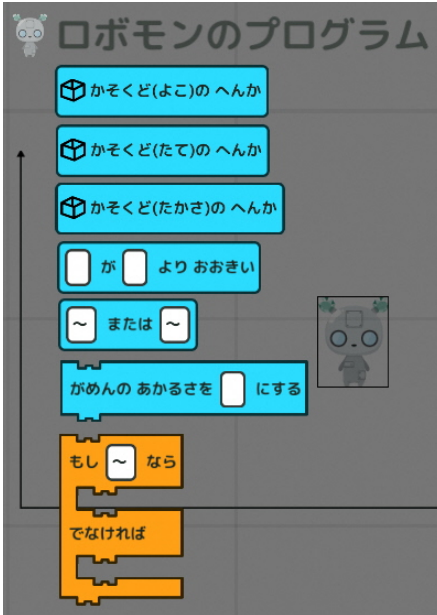 ロボモンのプログラム
かそくど(よこ)の へんか
かそくど(たて)の へんか
かそくど(たかさ)の へんか
が より おおきい
～ または ～
がめんの あかるさを にする
もし ～ なら
でなければ